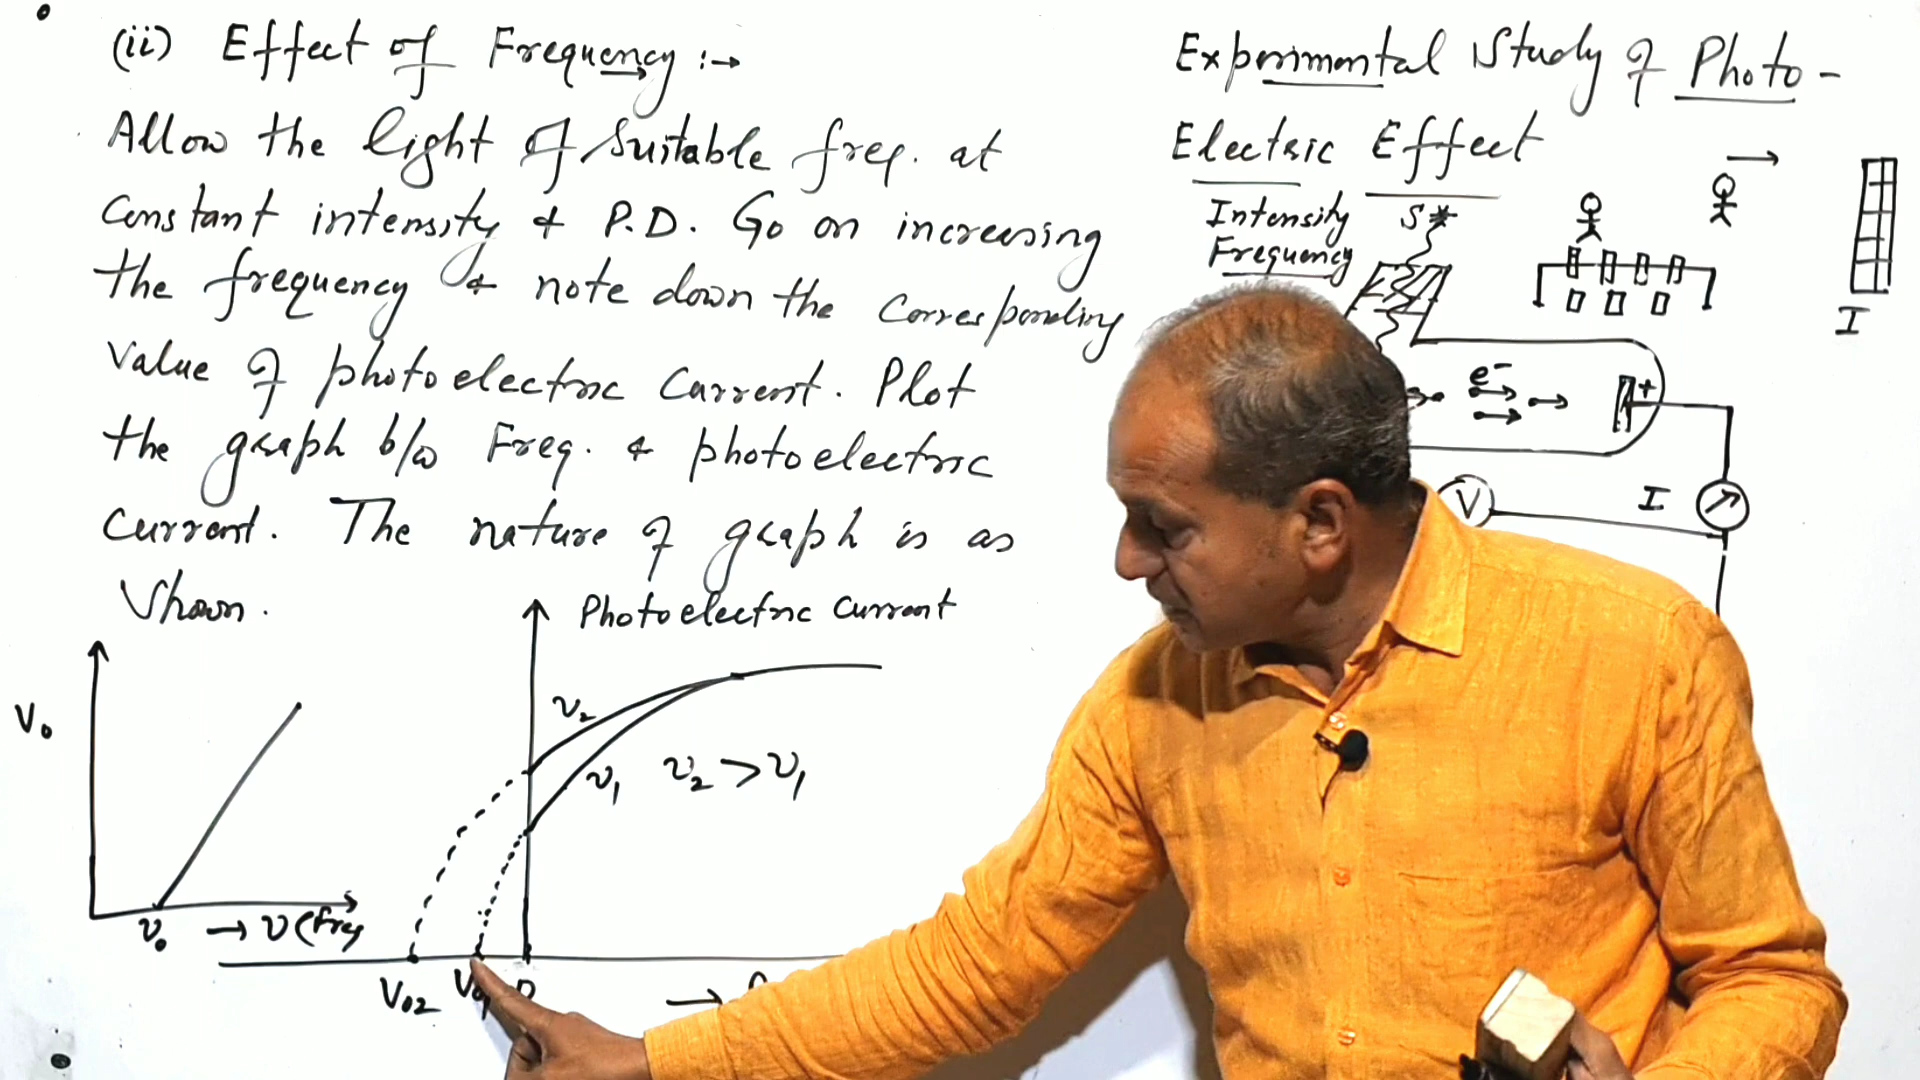 (ii) Effect of Frequency :→
Allow the light of Suitable freq. at
Constant intensity & P.D. Go on increasing
the frequency & note down the Corresponding
Value of photoelectric Current. Plot
the graph b/w Freq. & photoelectric
Current. The nature of graph is as
Shown.
Photoelectric Current
V₀
ν₂
ν₁
ν₂ > ν₁
ν₀ → ν (Freq
V₀₂
→
Experimental Study of Photo-
Electric Effect
Intensity
Frequency
S*
I
e⁻
+
V
I